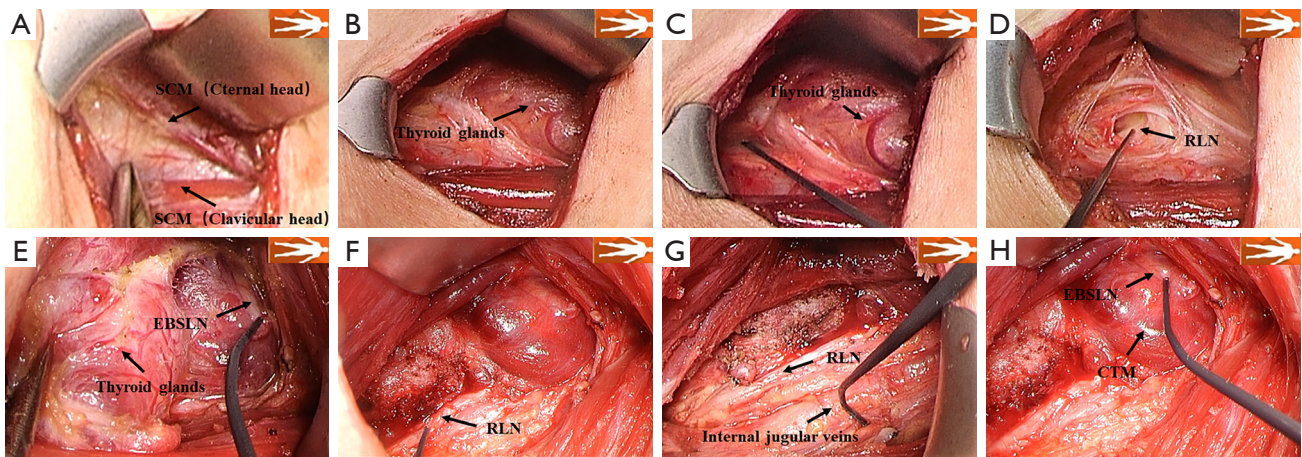 A
SCM (Cternal head)
SCM (Clavicular head)
B
Thyroid glands
C
Thyroid glands
D
RLN
E
EBSLN
Thyroid glands
F
RLN
G
RLN
Internal jugular veins
H
EBSLN
CTM